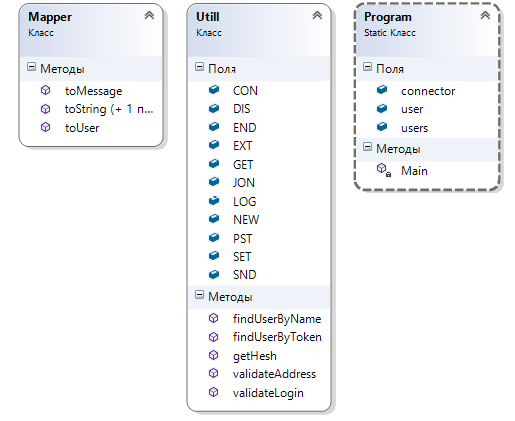 Mapper
Класс
Методы
toMessage
toString (+ 1 п...
toUser
Utill
Класс
Поля
CON
DIS
END
EXT
GET
JON
LOG
NEW
PST
SET
SND
Методы
findUserByName
findUserByToken
getHesh
validateAddress
validateLogin
Program
Static Класс
Поля
connector
user
users
Методы
Main